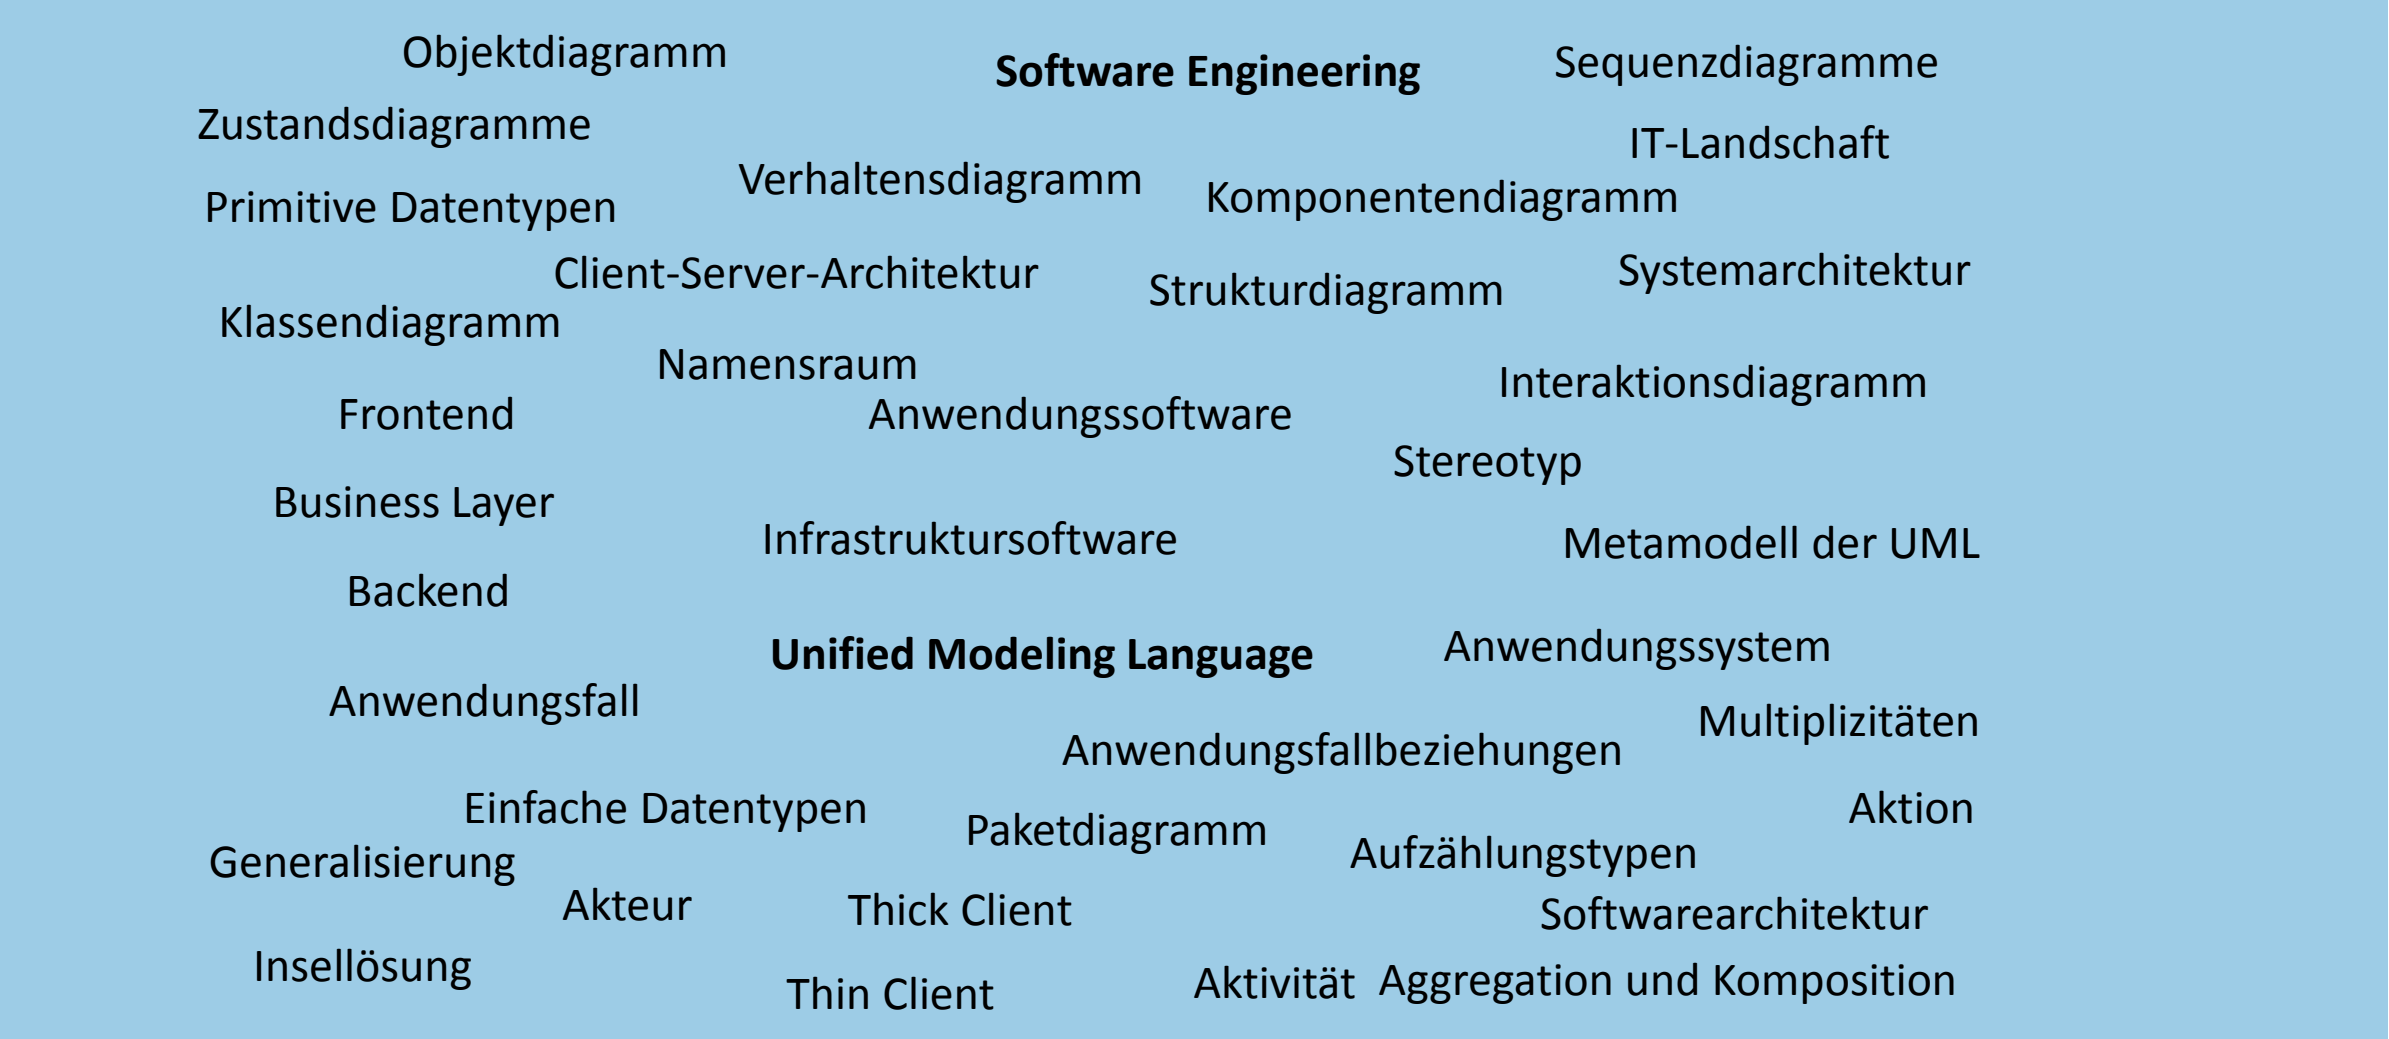 Objektdiagramm
Software Engineering
Sequenzdiagramme
Zustandsdiagramme
IT-Landschaft
Verhaltensdiagramm
Komponentendiagramm
Primitive Datentypen
Client-Server-Architektur
Systemarchitektur
Strukturdiagramm
Klassendiagramm
Namensraum
Interaktionsdiagramm
Frontend
Anwendungssoftware
Stereotyp
Business Layer
Infrastruktursoftware
Metamodell der UML
Backend
Unified Modeling Language
Anwendungssystem
Anwendungsfall
Multiplizitäten
Anwendungsfallbeziehungen
Einfache Datentypen
Aktion
Paketdiagramm
Aufzählungstypen
Generalisierung
Akteur
Thick Client
Softwarearchitektur
Insellösung
Thin Client
Aktivität
Aggregation und Komposition